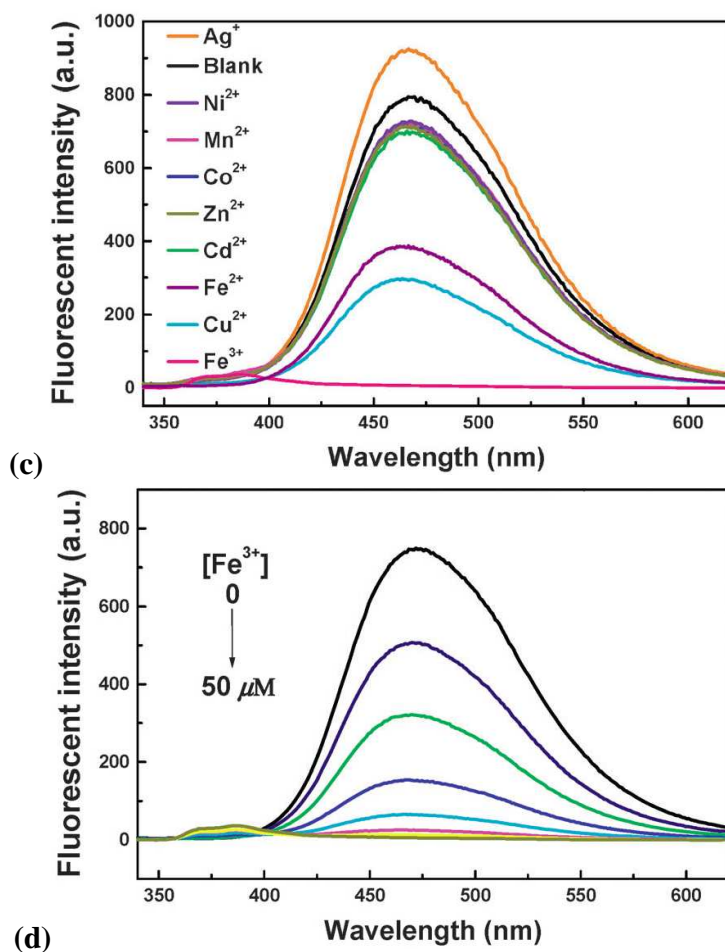 1000
800
600
400
200
0
Fluorescent intensity (a.u.)
Ag⁺
Blank
Ni²⁺
Mn²⁺
Co²⁺
Zn²⁺
Cd²⁺
Fe²⁺
Cu²⁺
Fe³⁺
350 400 450 500 550 600
Wavelength (nm)
(c)
800
600
400
200
0
Fluorescent intensity (a.u.)
[Fe³⁺]
0
50 μM
350 400 450 500 550 600
Wavelength (nm)
(d)